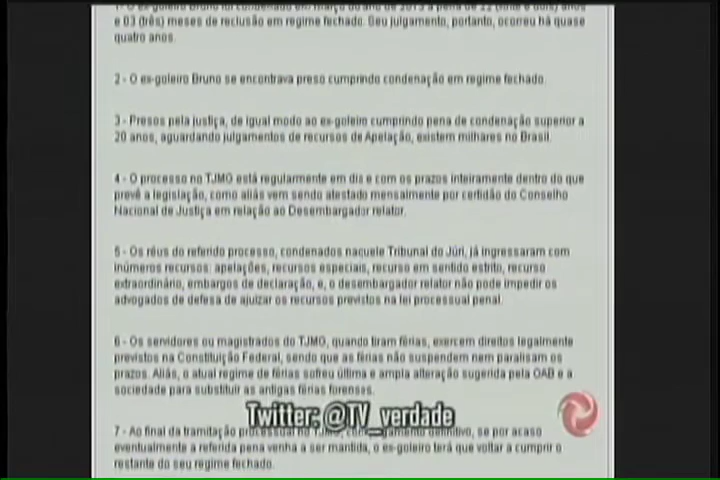 1- O ex-goleiro Bruno foi condenado em março do ano de 2013 a pena de 22 (vinte e dois) anos
e 03 (três) meses de reclusão em regime fechado. Seu julgamento, portanto, ocorreu há quase
quatro anos.
2 - O ex-goleiro Bruno se encontrava preso cumprindo condenação em regime fechado.
3 - Presos pela justiça, de igual modo ao ex-goleiro cumprindo pena de condenação superior a
20 anos, aguardando julgamentos de recursos de Apelação, existem milhares no Brasil.
4 - O processo no TJMG está regularmente em dia e com os prazos inteiramente dentro do que
prevê a legislação, como aliás vem sendo atestado mensalmente por certidão do Conselho
Nacional de Justiça em relação ao Desembargador relator.
5 - Os réus do referido processo, condenados naquele Tribunal do Júri, já ingressaram com
inúmeros recursos: apelações, recursos especiais, recurso em sentido estrito, recurso
extraordinário, embargos de declaração, e, o desembargador relator não pode impedir os
advogados de defesa de ajuizar os recursos previstos na lei processual penal.
6 - Os servidores ou magistrados do TJMG, quando tiram férias, exercem direitos legalmente
previstos na Constituição Federal, sendo que as férias não suspendem nem paralisam os
prazos. Aliás, o atual regime de férias sofreu última e ampla alteração sugerida pela OAB e a
sociedade para substituir as antigas férias forenses.
Twitter: @TV_verdade
7 - Ao final da tramitação processual no TJMG, com definitivo, se por acaso
eventualmente a referida pena venha a ser mantida, o ex-goleiro terá que voltar a cumprir o
restante do seu regime fechado.